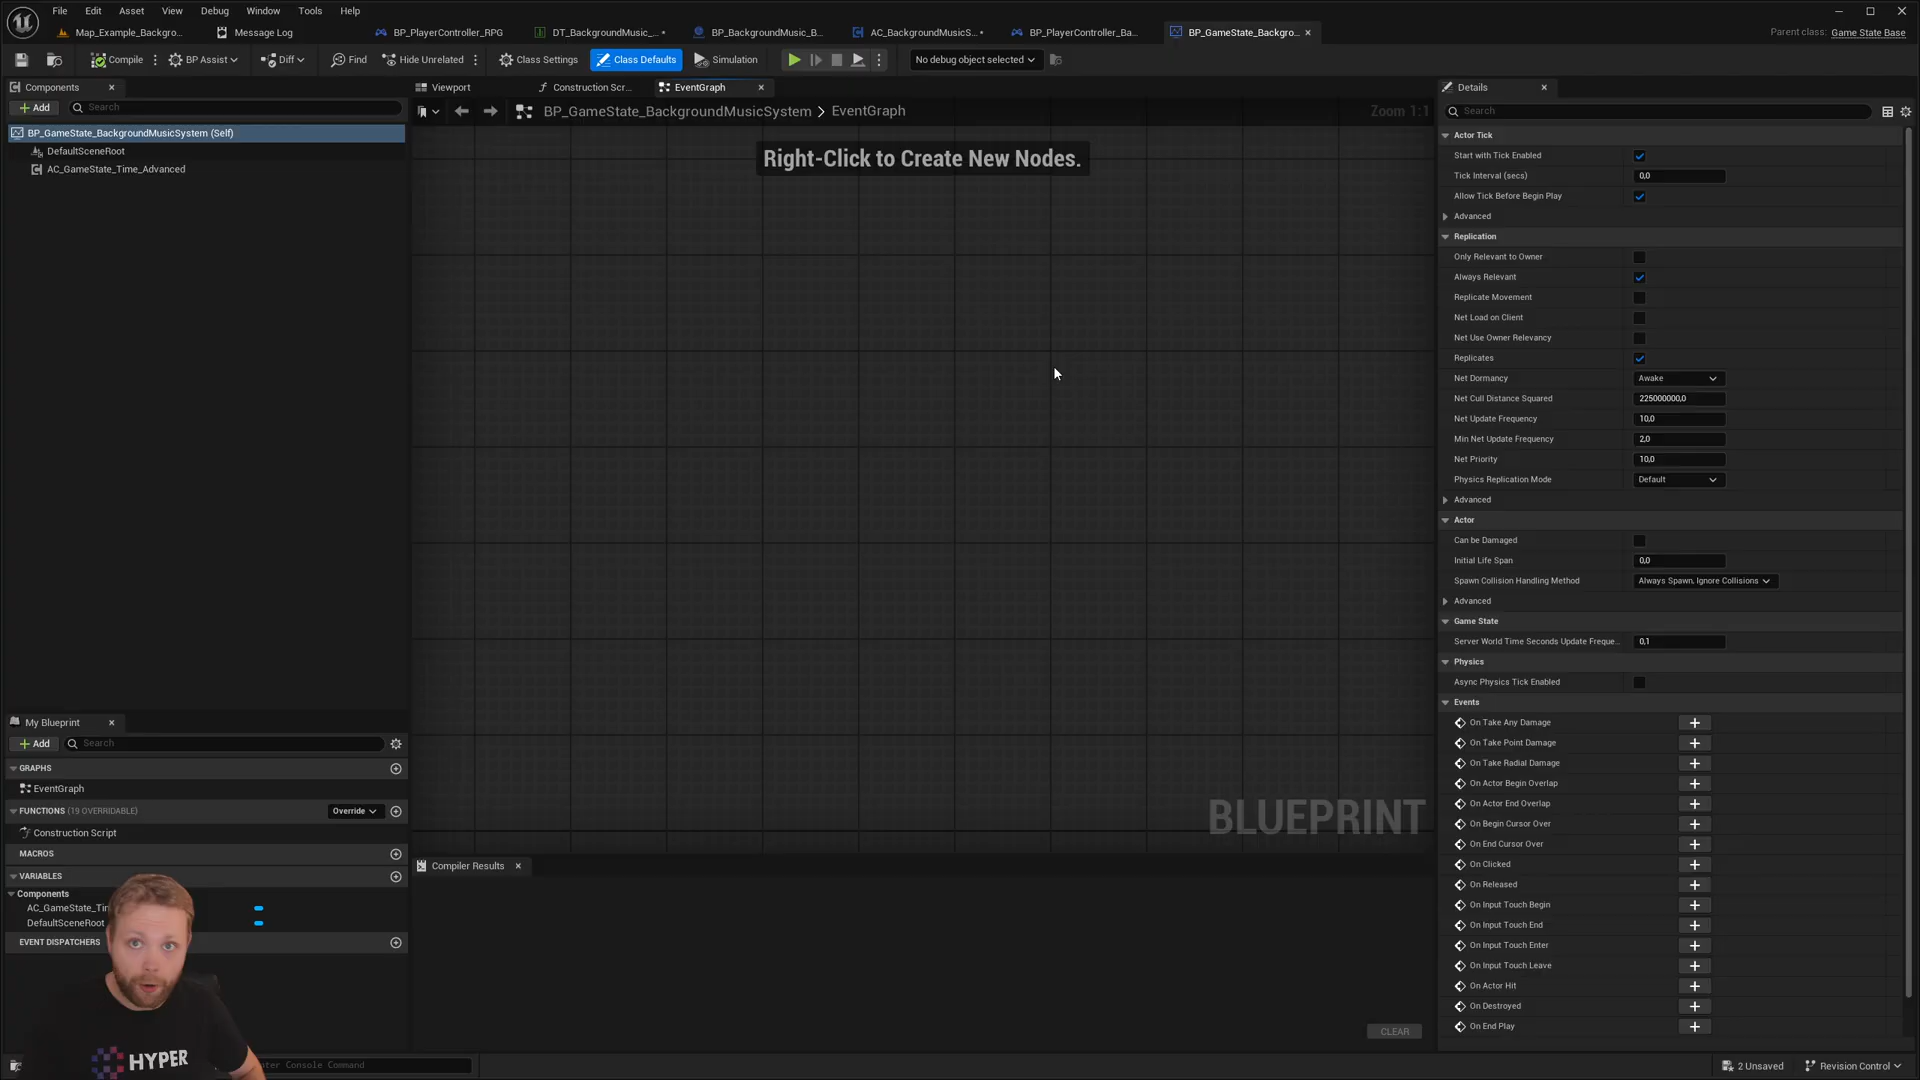 File Edit Asset View Debug Window Tools Help
Map_Example_Backgro... Message Log BP_PlayerController_RPG DT_BackgroundMusic_... BP_BackgroundMusic_B... AC_BackgroundMusicS... BP_PlayerController_Ba... BP_GameState_Backgro... Parent class: Game State Base
Compile BP Assist Diff Find Hide Unrelated Class Settings Class Defaults Simulation No debug object selected
Components
Add Search
BP_GameState_BackgroundMusicSystem (Self)
DefaultSceneRoot
AC_GameState_Time_Advanced
My Blueprint
Add Search
GRAPHS
EventGraph
FUNCTIONS (19 OVERRIDABLE) Override
Construction Script
MACROS
VARIABLES
Components
AC_GameState_Tir
DefaultSceneRoot
EVENT DISPATCHERS
HYPER
Viewport Construction Scr... EventGraph
BP_GameState_BackgroundMusicSystem > EventGraph Zoom 1:1
Right-Click to Create New Nodes.
BLUEPRINT
Compiler Results
CLEAR
nter Console Command
Details
Search
Actor Tick
Start with Tick Enabled
Tick Interval (secs) 0,0
Allow Tick Before Begin Play
Advanced
Replication
Only Relevant to Owner
Always Relevant
Replicate Movement
Net Load on Client
Net Use Owner Relevancy
Replicates
Net Dormancy Awake
Net Cull Distance Squared 225000000,0
Net Update Frequency 10,0
Min Net Update Frequency 2,0
Net Priority 10,0
Physics Replication Mode Default
Advanced
Actor
Can be Damaged
Initial Life Span 0,0
Spawn Collision Handling Method Always Spawn, Ignore Collisions
Advanced
Game State
Server World Time Seconds Update Freque... 0,1
Physics
Async Physics Tick Enabled
Events
On Take Any Damage
On Take Point Damage
On Take Radial Damage
On Actor Begin Overlap
On Actor End Overlap
On Begin Cursor Over
On End Cursor Over
On Clicked
On Released
On Input Touch Begin
On Input Touch End
On Input Touch Enter
On Input Touch Leave
On Actor Hit
On Destroyed
On End Play
2 Unsaved Revision Control